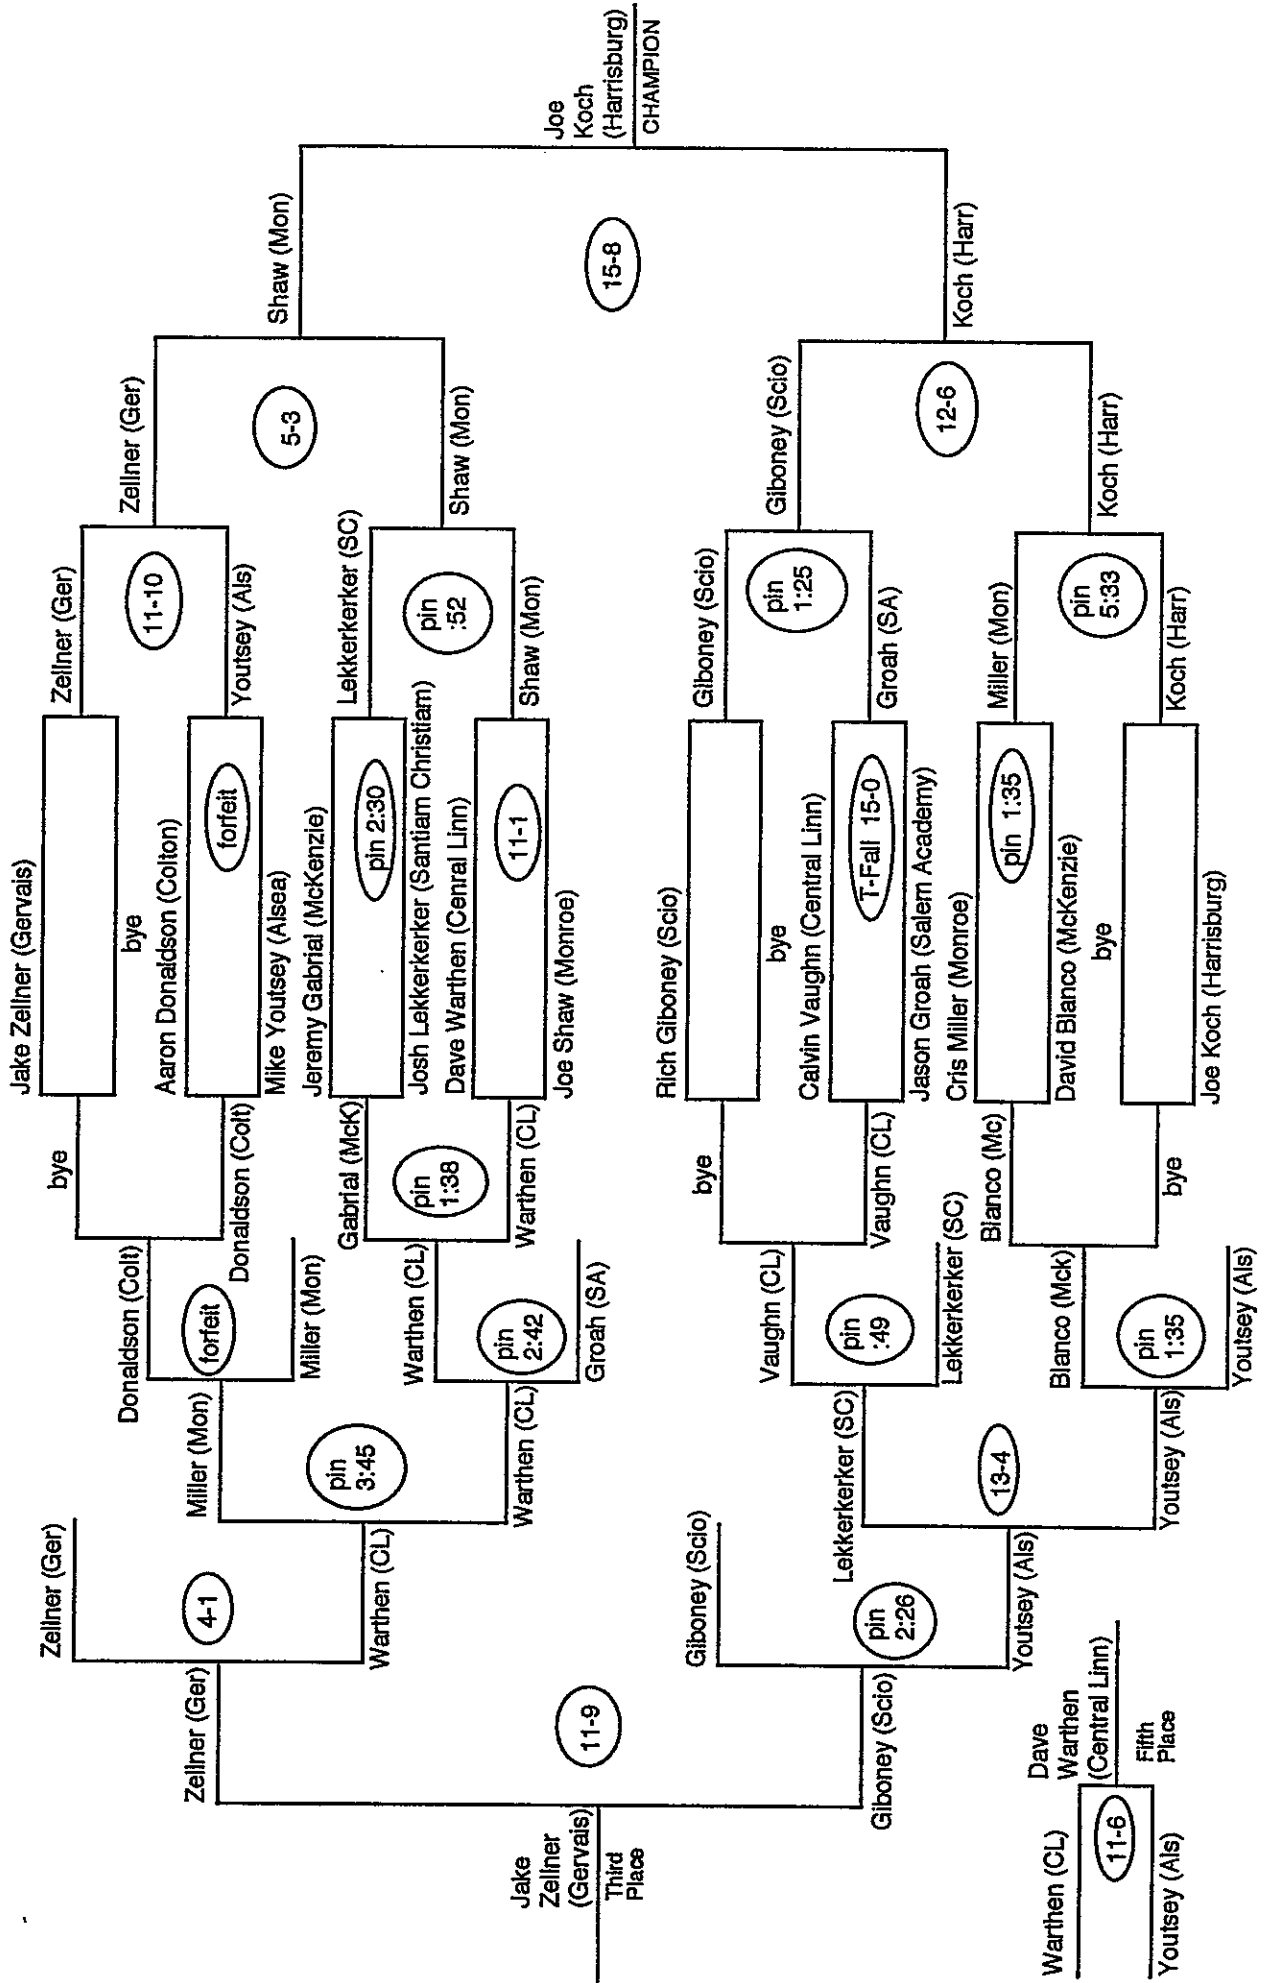 Jake Zellner (Gervais)
bye
Aaron Donaldson (Colton)
forfeit
Mike Youtsey (Alsea)
Jeremy Gabrial (McKenzie)
pin 2:30
Josh Lekkerkerker (Santiam Christiam)
Dave Warthen (Cenral Linn)
11-1
Joe Shaw (Monroe)
Rich Giboney (Scio)
bye
Calvin Vaughn (Central Linn)
T-Fall 15-0
Jason Groah (Salem Academy)
Cris Miller (Monroe)
pin 1:35
David Blanco (McKenzie)
bye
Joe Koch (Harrisburg)
Zellner (Ger)
11-10
Youtsey (Als)
Lekkerkerker (SC)
pin
:52
Shaw (Mon)
Giboney (Scio)
pin
1:25
Groah (SA)
Miller (Mon)
pin
5:33
Koch (Harr)
Zellner (Ger)
5-3
Shaw (Mon)
Giboney (Scio)
12-6
Koch (Harr)
Shaw (Mon)
15-8
Koch (Harr)
Joe
Koch
(Harrisburg)
CHAMPION
bye
Donaldson (Colt)
Gabrial (McK)
pin
1:38
Warthen (CL)
bye
Vaughn (CL)
Blanco (Mc)
bye
Donaldson (Colt)
forfeit
Miller (Mon)
Warthen (CL)
pin
2:42
Groah (SA)
Vaughn (CL)
pin
:49
Lekkerkerker (SC)
Blanco (Mck)
pin
1:35
Youtsey (Als)
Miller (Mon)
pin
3:45
Warthen (CL)
Lekkerkerker (SC)
13-4
Youtsey (Als)
Zellner (Ger)
4-1
Warthen (CL)
Giboney (Scio)
pin
2:26
Youtsey (Als)
Zellner (Ger)
11-9
Giboney (Scio)
Jake
Zellner
(Gervais)
Third
Place
Warthen (CL)
11-6
Youtsey (Als)
Dave
Warthen
(Central Linn)
Fifth
Place